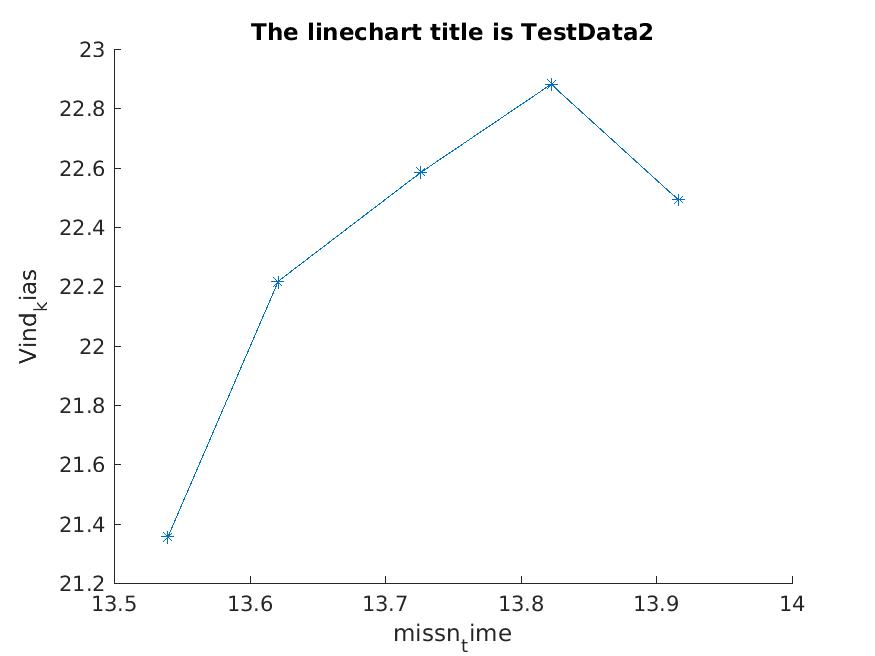 The linechart title is TestData2
23
22.8
22.6
22.4
22.2
22
21.8
21.6
21.4
21.2
Vind_kias
13.5 13.6 13.7 13.8 13.9 14
missn_time